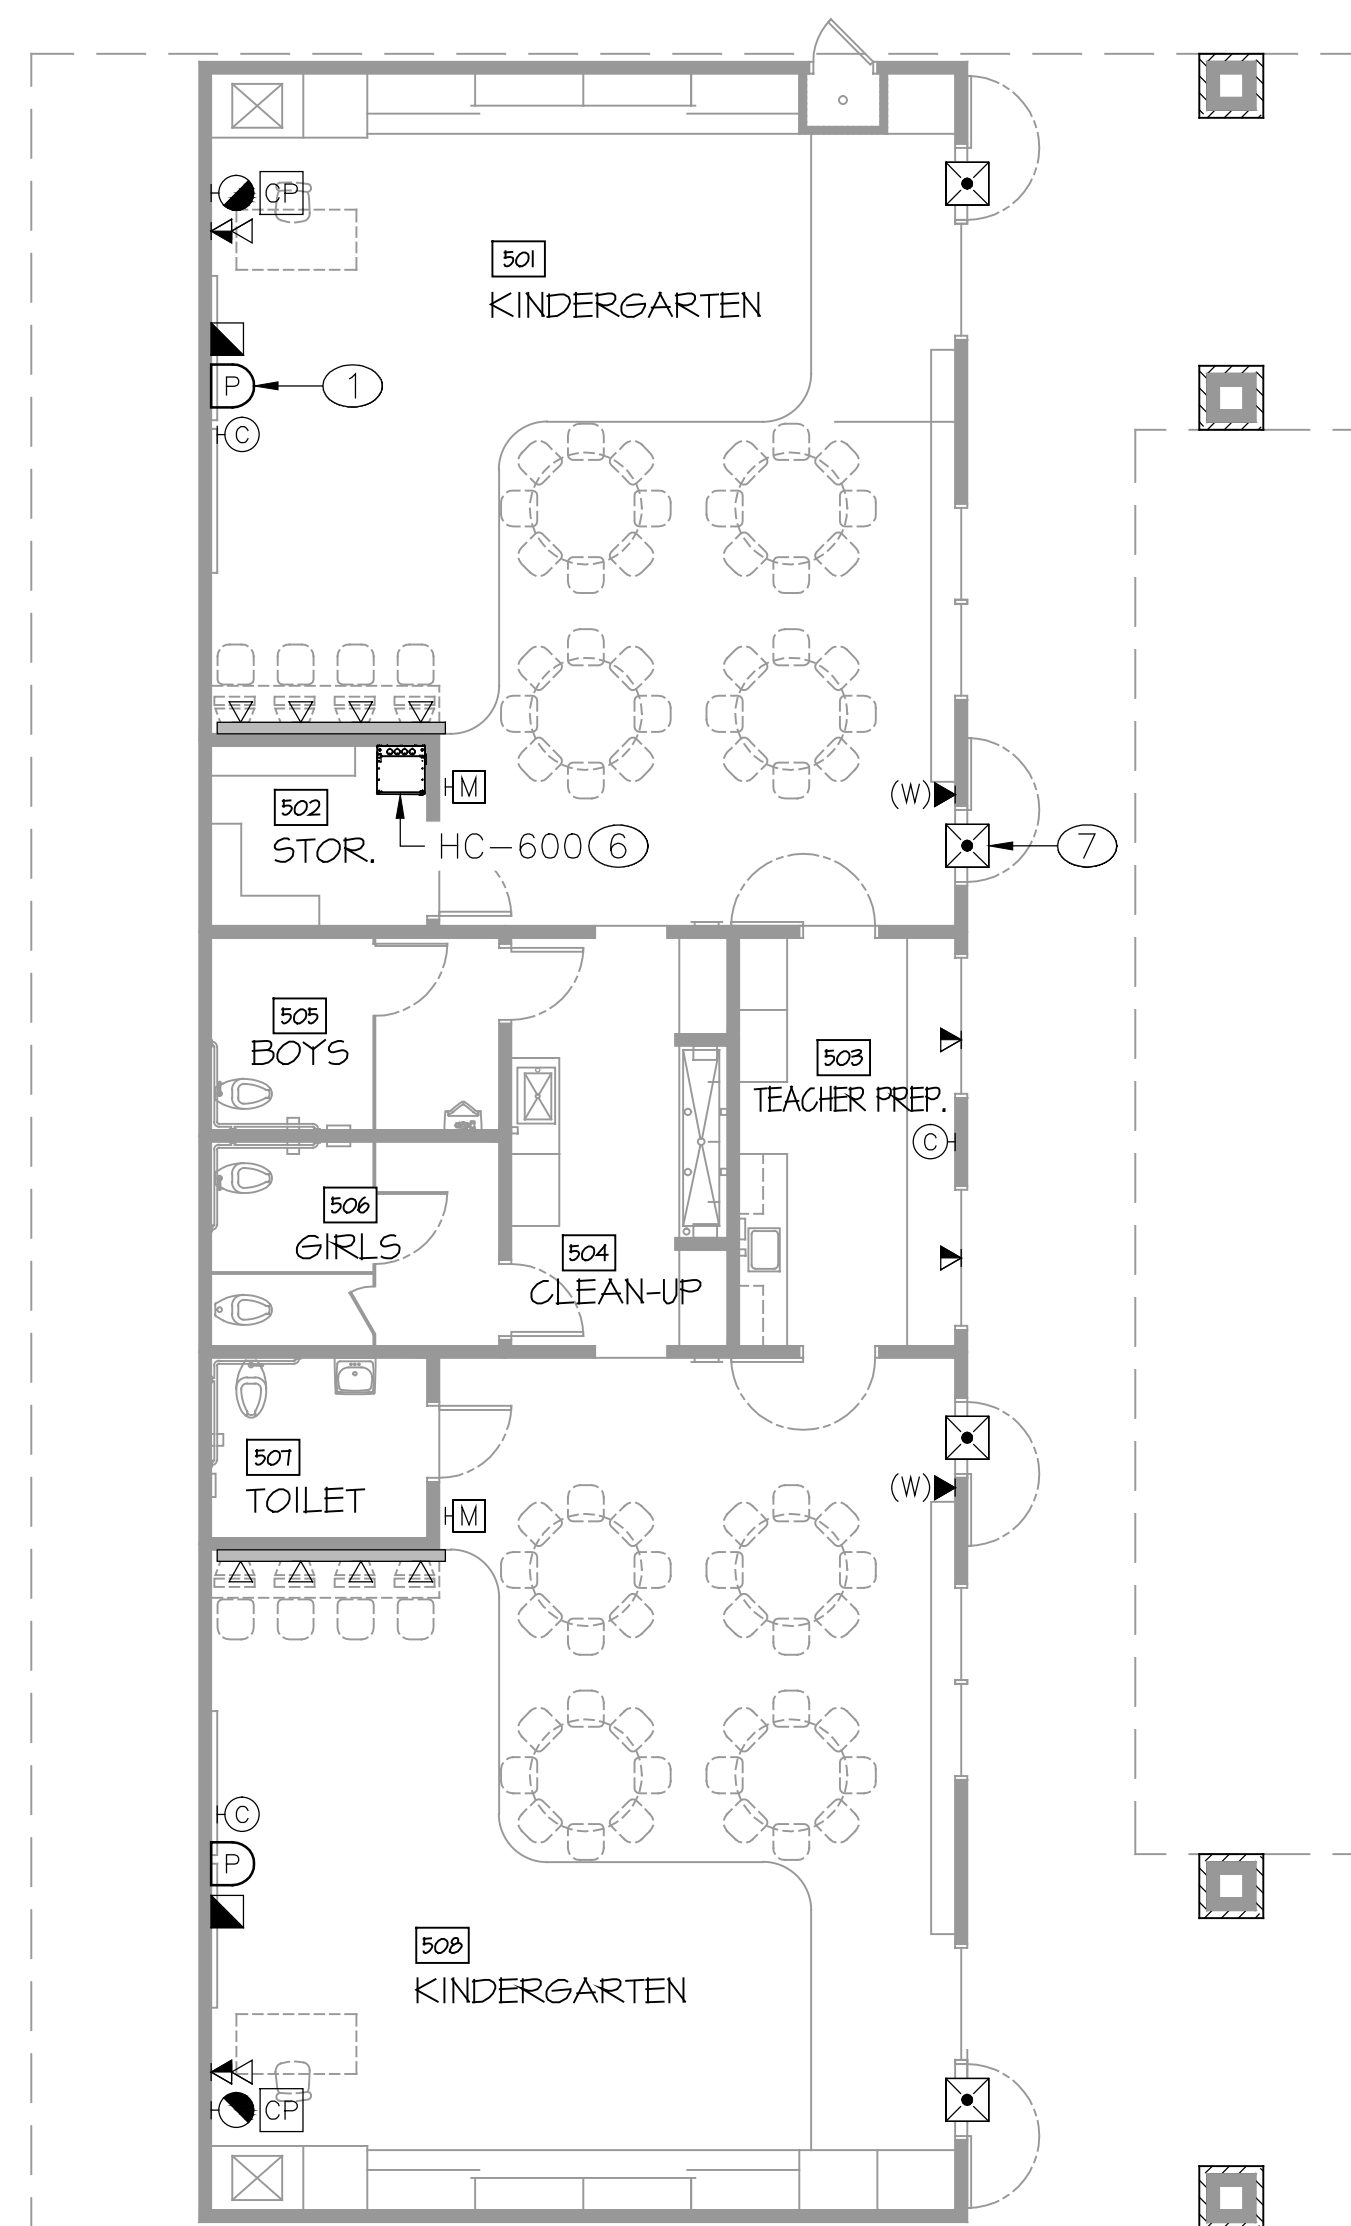 CP
501
KINDERGARTEN
P
1
C
M
(W)
502
STOR.
HC-600 6
7
505
BOYS
503
TEACHER PREP.
C
506
GIRLS
504
CLEAN-UP
507
TOILET
(W)
M
C
P
508
KINDERGARTEN
CP